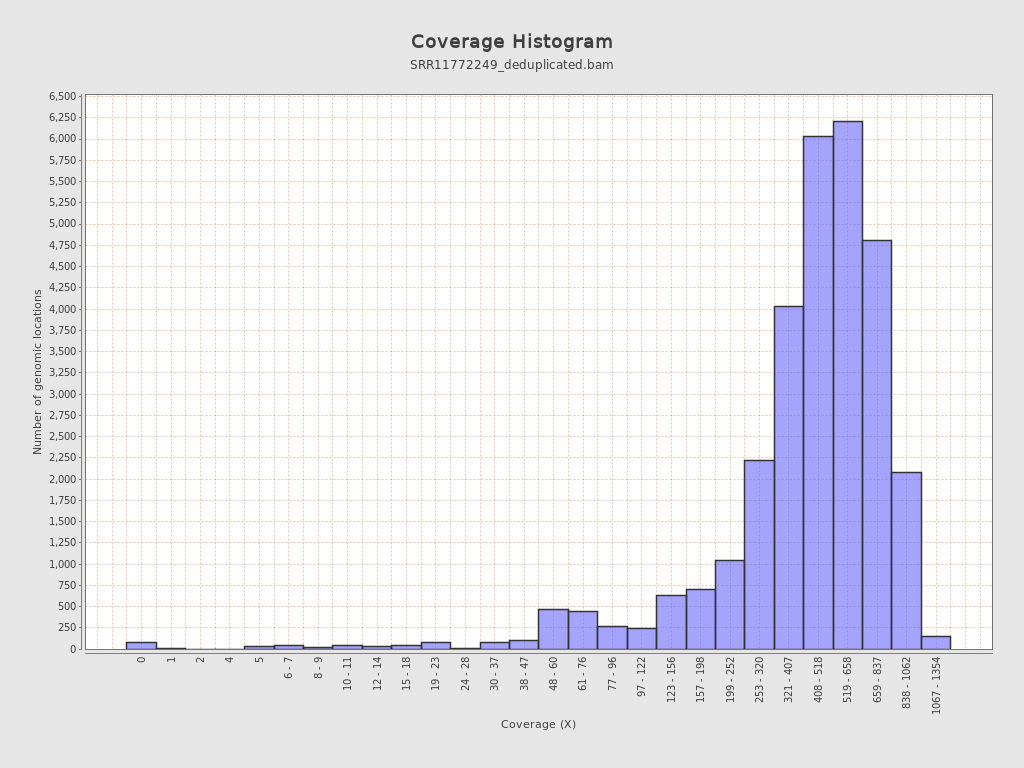 Coverage Histogram
SRR11772249_deduplicated.bam
6,500
6,250
6,000
5,750
5,500
5,250
5,000
4,750
4,500
4,250
4,000
3,750
3,500
3,250
3,000
2,750
2,500
2,250
2,000
1,750
1,500
1,250
1,000
750
500
250
0
Number of genomic locations
0
1
2
4
5
6 - 7
8 - 9
10 - 11
12 - 14
15 - 18
19 - 23
24 - 28
30 - 37
38 - 47
48 - 60
61 - 76
77 - 96
97 - 122
123 - 156
157 - 198
199 - 252
253 - 320
321 - 407
408 - 518
519 - 658
659 - 837
838 - 1062
1067 - 1354
Coverage (X)